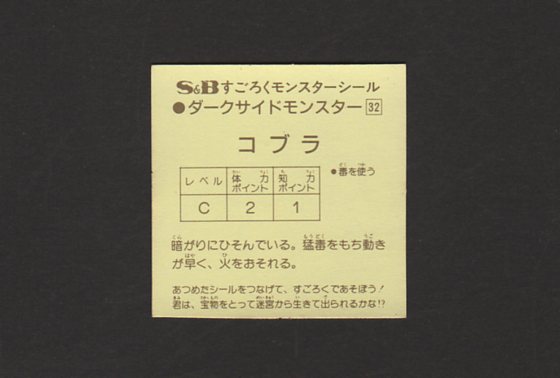 S&Bすごろくモンスターシール
●ダークサイドモンスター 32
コブラ
レベル 体力ポイント 知力ポイント
C 2 1
●毒を使う
暗がりにひそんでいる。猛毒をもち動き
が早く、火をおそれる。
あつめたシールをつなげて、すごろくであそぼう！
君は、宝物をとって迷宮から生きて出られるかな!?